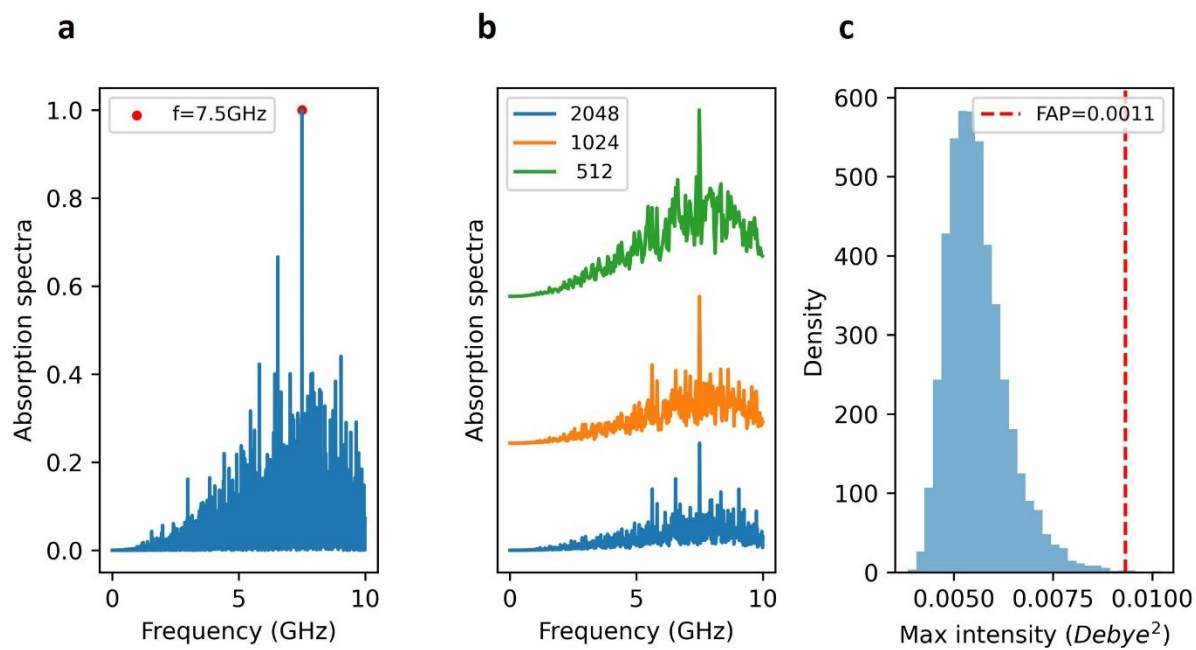 a
f=7.5GHz
1.0
0.8
0.6
0.4
0.2
0.0
Absorption spectra
0 5 10
Frequency (GHz)
b
2048
1024
512
Absorption spectra
0 5 10
Frequency (GHz)
c
FAP=0.0011
600
500
400
300
200
100
0
Density
0.0050 0.0075 0.0100
Max intensity (Debye²)